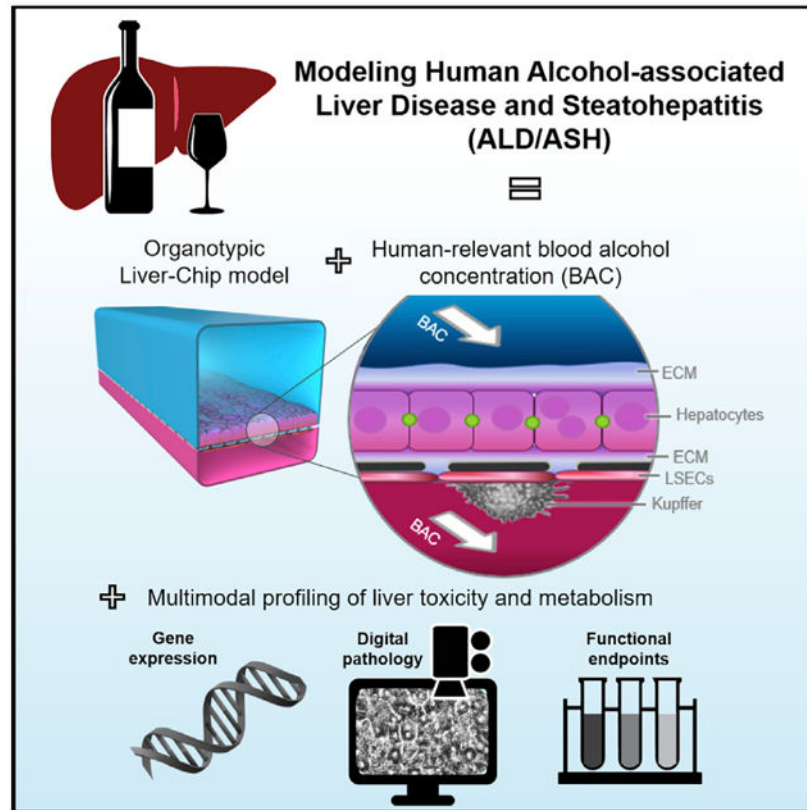 Modeling Human Alcohol-associated
Liver Disease and Steatohepatitis
(ALD/ASH)
Organotypic
Liver-Chip model
Human-relevant blood alcohol
concentration (BAC)
BAC
ECM
Hepatocytes
ECM
LSECs
Kupffer
BAC
Multimodal profiling of liver toxicity and metabolism
Gene
expression
Digital
pathology
Functional
endpoints